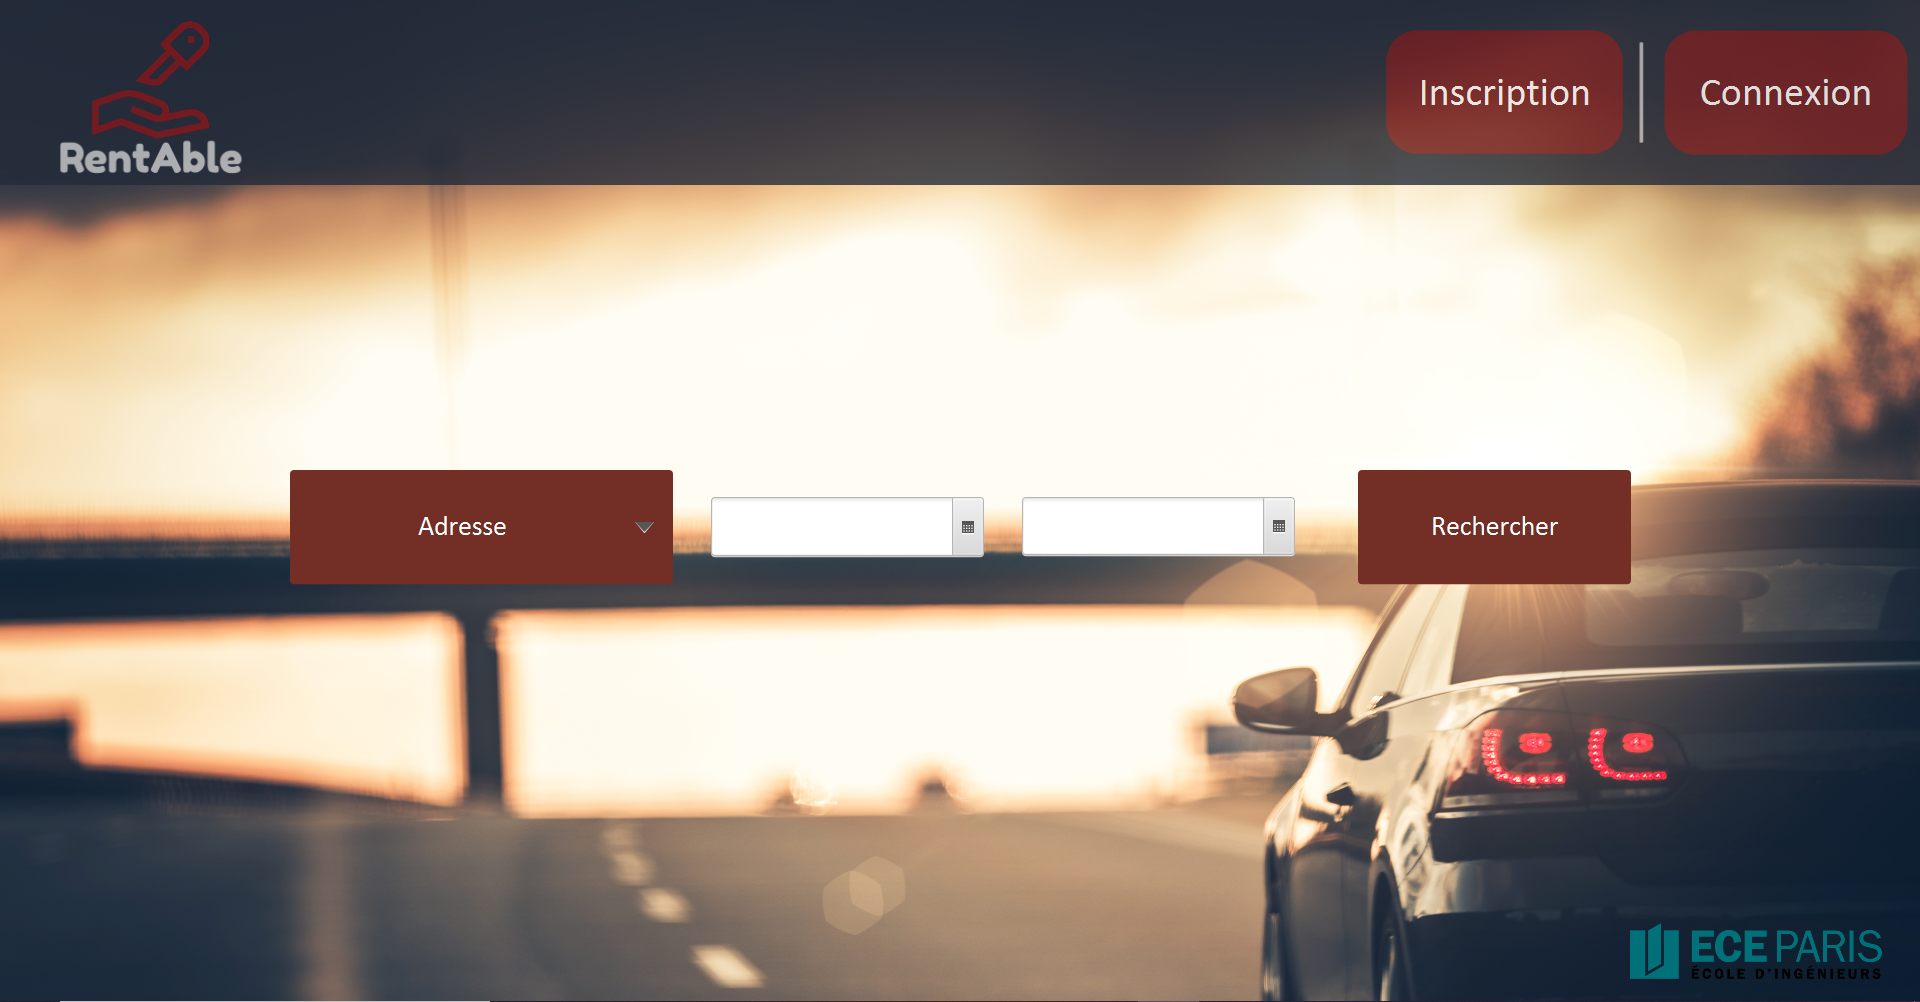 RentAble
Inscription
Connexion
Adresse
Rechercher
ECE PARIS
ÉCOLE D'INGÉNIEURS